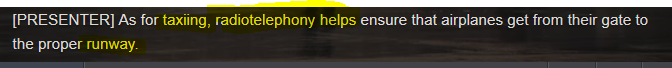 [PRESENTER] As for taxiing, radiotelephony helps ensure that airplanes get from their gate to
the proper runway.